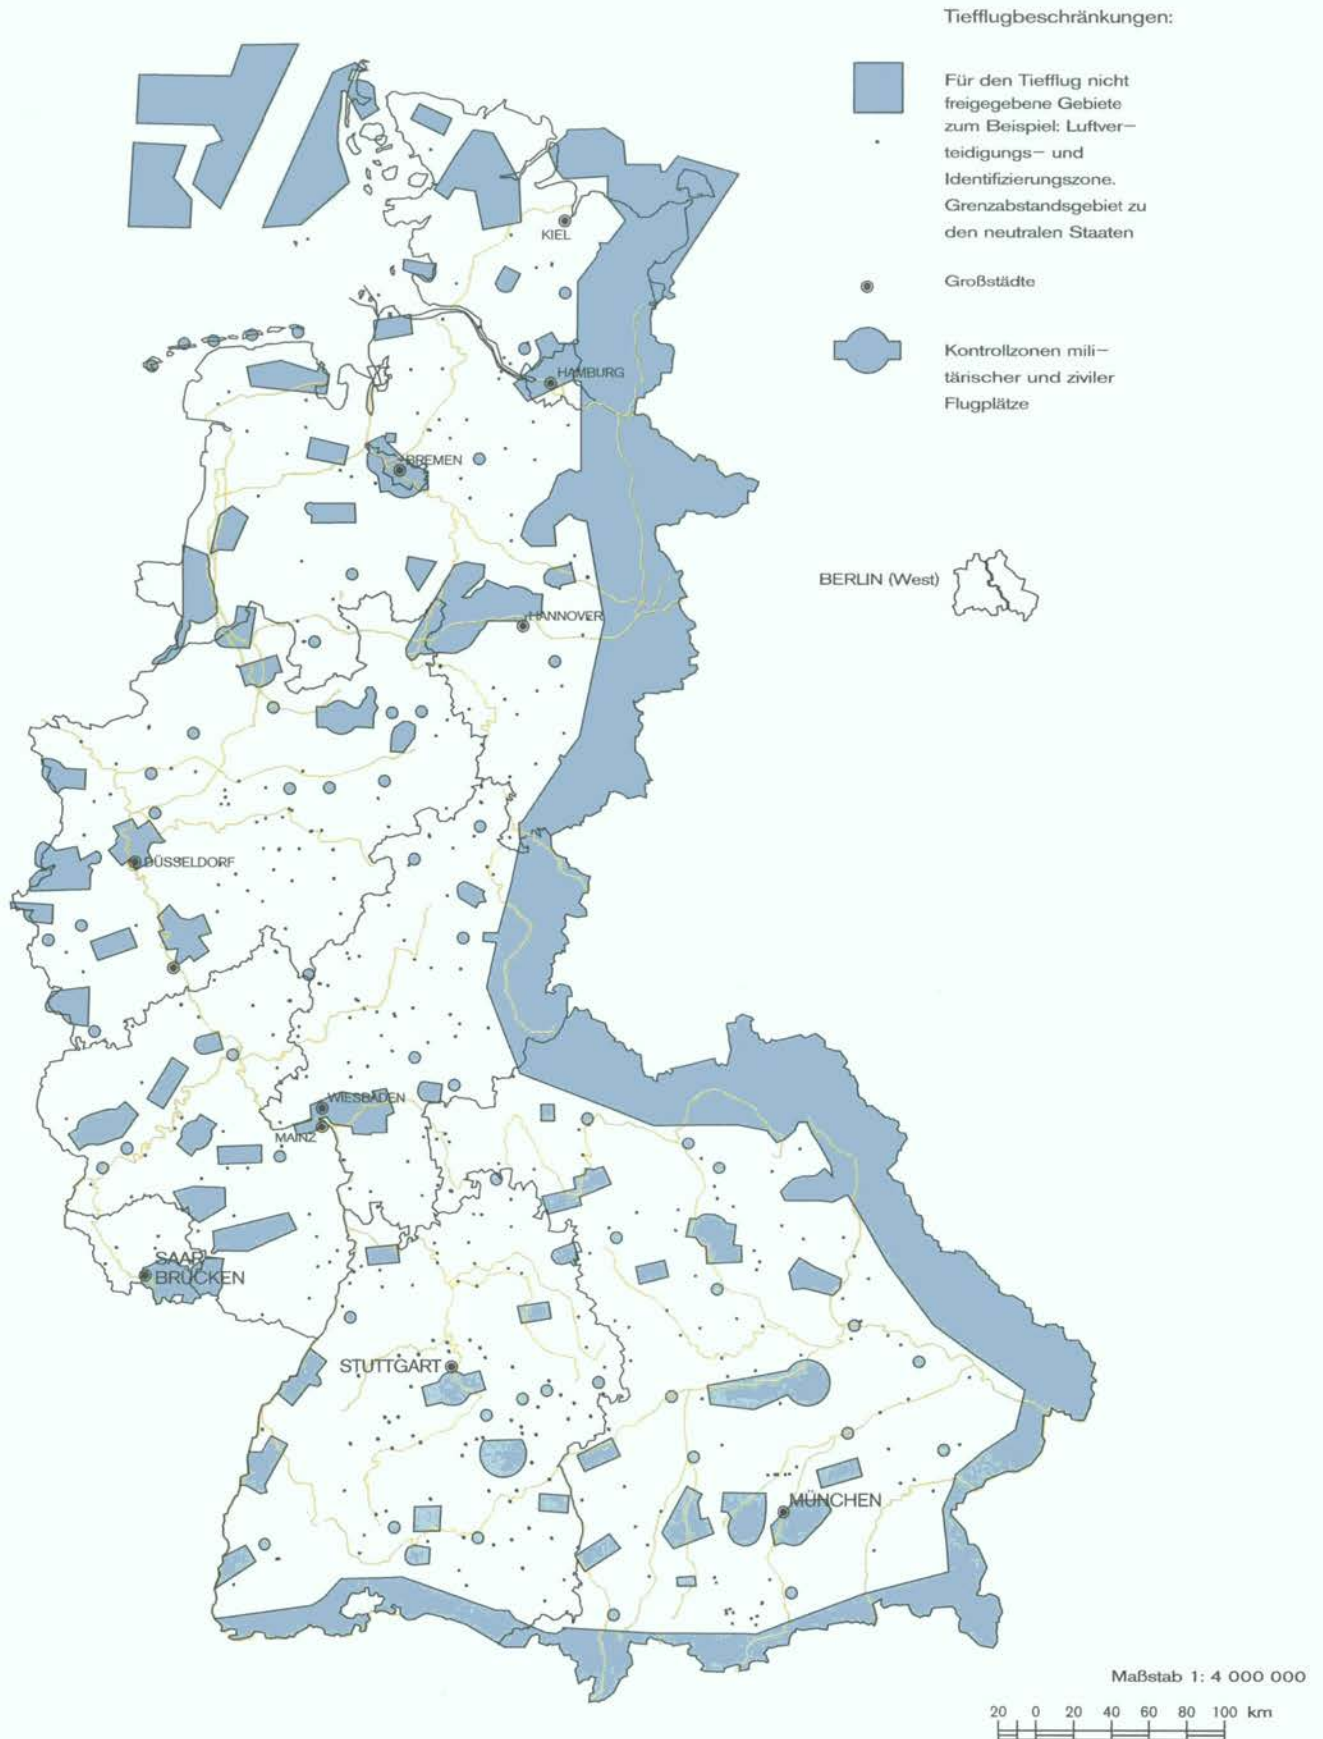 Tiefflugbeschränkungen:
Für den Tiefflug nicht
freigegebene Gebiete
zum Beispiel: Luftver–
teidigungs– und
Identifizierungszone.
Grenzabstandsgebiet zu
den neutralen Staaten
Großstädte
Kontrollzonen mili–
tärischer und ziviler
Flugplätze
KIEL
HAMBURG
BREMEN
BERLIN (West)
HANNOVER
DÜSSELDORF
WIESBADEN
MAINZ
SAAR–
BRÜCKEN
STUTTGART
MÜNCHEN
Maßstab 1: 4 000 000
20 0 20 40 60 80 100 km